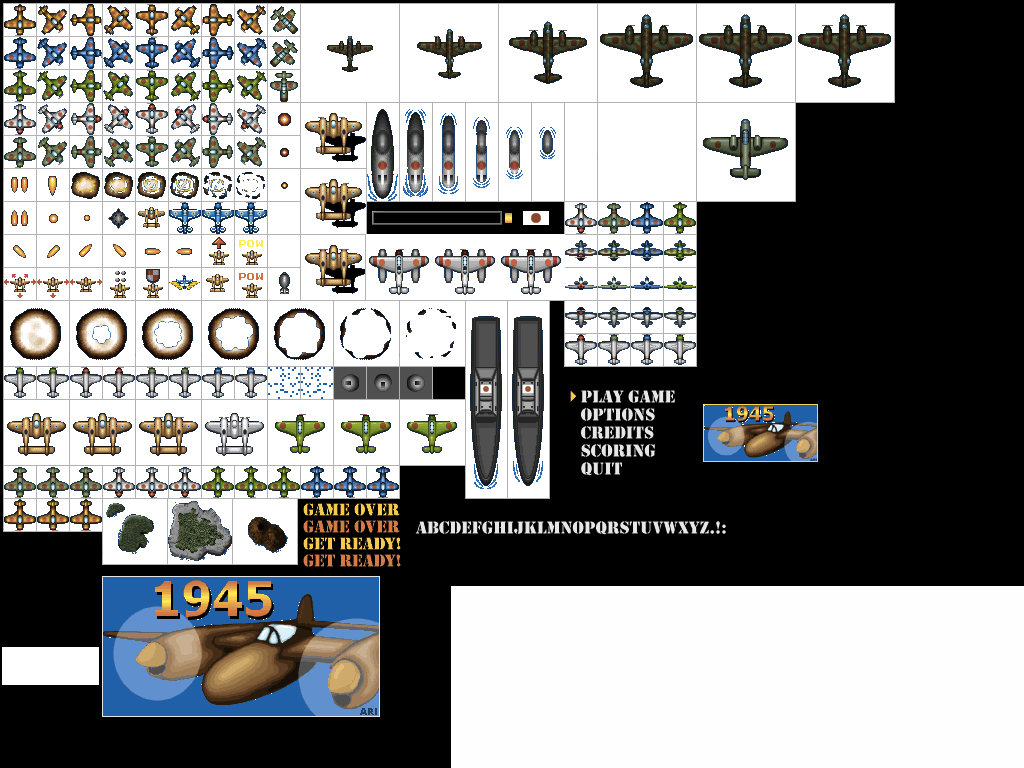 POW
POW
PLAY GAME
OPTIONS
CREDITS
SCORING
QUIT
1945
GAME OVER
GAME OVER
GET READY!
GET READY!
ABCDEFGHIJKLMNOPQRSTUVWXYZ.!:
1945
ARI